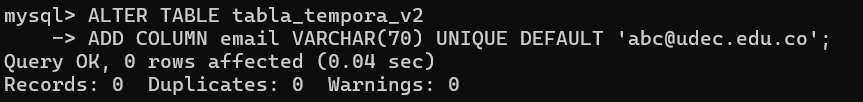 mysql> ALTER TABLE tabla_tempora_v2
    -> ADD COLUMN email VARCHAR(70) UNIQUE DEFAULT 'abc@udec.edu.co';
Query OK, 0 rows affected (0.04 sec)
Records: 0  Duplicates: 0  Warnings: 0